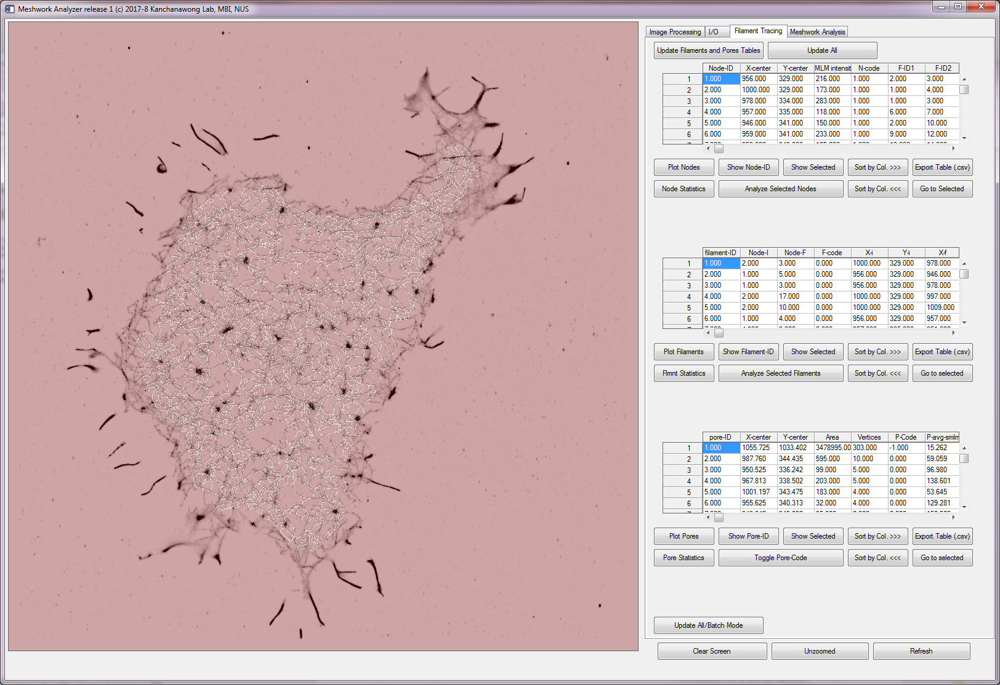 Meshwork Analyzer release 1 (c) 2017-8 Kanchanawong Lab, MBI, NUS
Image Processing I/O Filament Tracing Meshwork Analysis
Update Filaments and Pores Tables Update All
Node-ID X-center Y-center MLM intensit N-code F-ID1 F-ID2
1 1.000 956.000 329.000 216.000 1.000 2.000 3.000
2 2.000 1000.000 329.000 173.000 1.000 1.000 4.000
3 3.000 978.000 334.000 283.000 1.000 1.000 3.000
4 4.000 957.000 335.000 118.000 1.000 6.000 7.000
5 5.000 946.000 341.000 150.000 1.000 2.000 10.000
6 6.000 959.000 341.000 233.000 1.000 9.000 12.000
Plot Nodes Show Node-ID Show Selected Sort by Col. >>> Export Table (.csv)
Node Statistics Analyze Selected Nodes Sort by Col. <<< Go to Selected
filament-ID Node-I Node-F F-code X-i Y-i X-f
1 1.000 2.000 3.000 0.000 1000.000 329.000 978.000
2 2.000 1.000 5.000 0.000 956.000 329.000 946.000
3 3.000 1.000 3.000 0.000 956.000 329.000 978.000
4 4.000 2.000 17.000 0.000 1000.000 329.000 997.000
5 5.000 2.000 10.000 0.000 1000.000 329.000 1009.000
6 6.000 1.000 4.000 0.000 956.000 329.000 957.000
Plot Filaments Show Filament-ID Show Selected Sort by Col. >>> Export Table (.csv)
Flmnt Statistics Analyze Selected Filaments Sort by Col. <<< Go to selected
pore-ID X-center Y-center Area Vertices P-Code P-avg-smlm
1 1.000 1055.725 1033.402 3478995.00 303.000 -1.000 15.262
2 2.000 987.760 344.435 595.000 10.000 0.000 59.059
3 3.000 950.525 336.242 99.000 5.000 0.000 96.980
4 4.000 967.813 338.502 203.000 5.000 0.000 138.601
5 5.000 1001.197 343.475 183.000 4.000 0.000 53.645
6 6.000 955.625 340.313 32.000 4.000 0.000 129.281
Plot Pores Show Pore-ID Show Selected Sort by Col. >>> Export Table (.csv)
Pore Statistics Toggle Pore-Code Sort by Col. <<< Go to selected
Update All/Batch Mode
Clear Screen Unzoomed Refresh